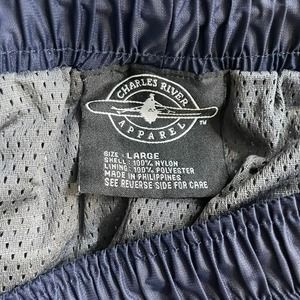 CHARLES RIVER
APPAREL
TM
SIZE: LARGE
SHELL: 100% NYLON
LINING: 100% POLYESTER
MADE IN PHILIPPINES
SEE REVERSE SIDE FOR CARE